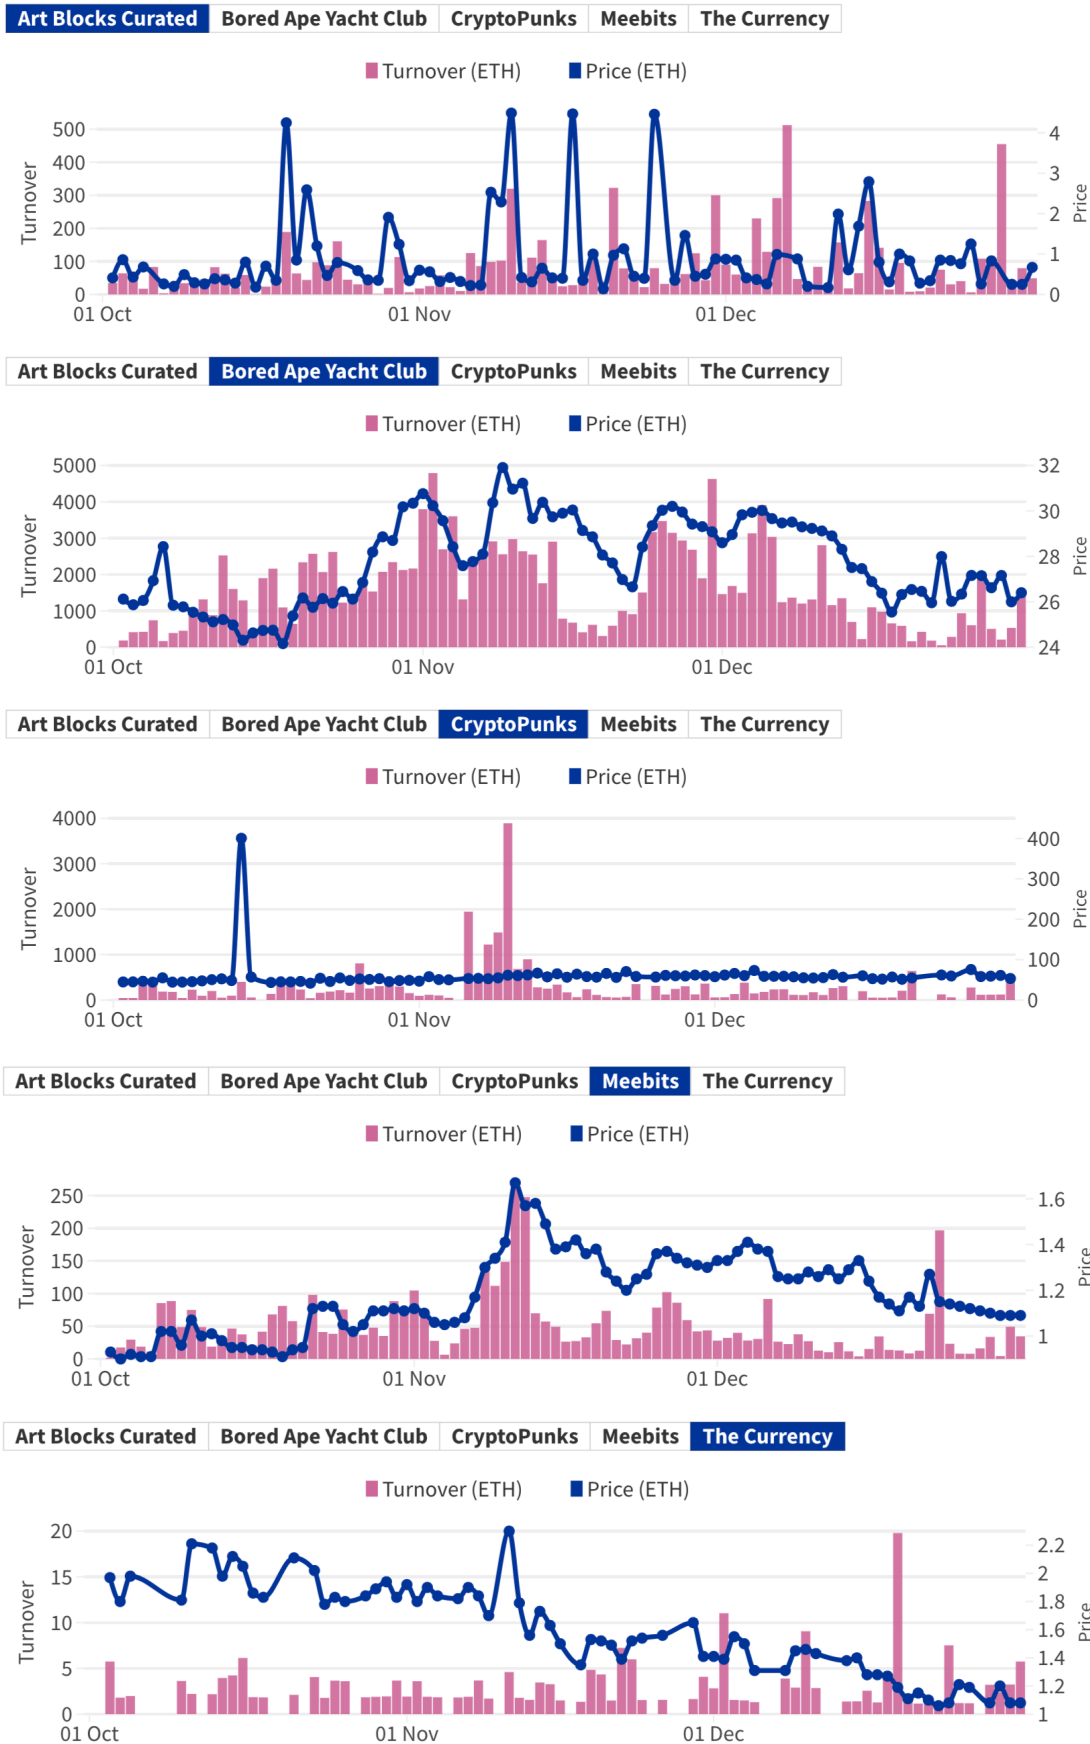 Art Blocks Curated Bored Ape Yacht Club CryptoPunks Meebits The Currency
Turnover (ETH) Price (ETH)
500 4
400 3
300 2
200 1
100 0
0
Turnover
Price
01 Oct 01 Nov 01 Dec
Art Blocks Curated Bored Ape Yacht Club CryptoPunks Meebits The Currency
Turnover (ETH) Price (ETH)
5000 32
4000 30
3000 28
2000 26
1000 24
0
Turnover
Price
01 Oct 01 Nov 01 Dec
Art Blocks Curated Bored Ape Yacht Club CryptoPunks Meebits The Currency
Turnover (ETH) Price (ETH)
4000 400
3000 300
2000 200
1000 100
0 0
Turnover
Price
01 Oct 01 Nov 01 Dec
Art Blocks Curated Bored Ape Yacht Club CryptoPunks Meebits The Currency
Turnover (ETH) Price (ETH)
250 1.6
200 1.4
150 1.2
100 1
50
0
Turnover
Price
01 Oct 01 Nov 01 Dec
Art Blocks Curated Bored Ape Yacht Club CryptoPunks Meebits The Currency
Turnover (ETH) Price (ETH)
20 2.2
15 2
10 1.8
5 1.6
0 1.4
1.2
1
Turnover
Price
01 Oct 01 Nov 01 Dec